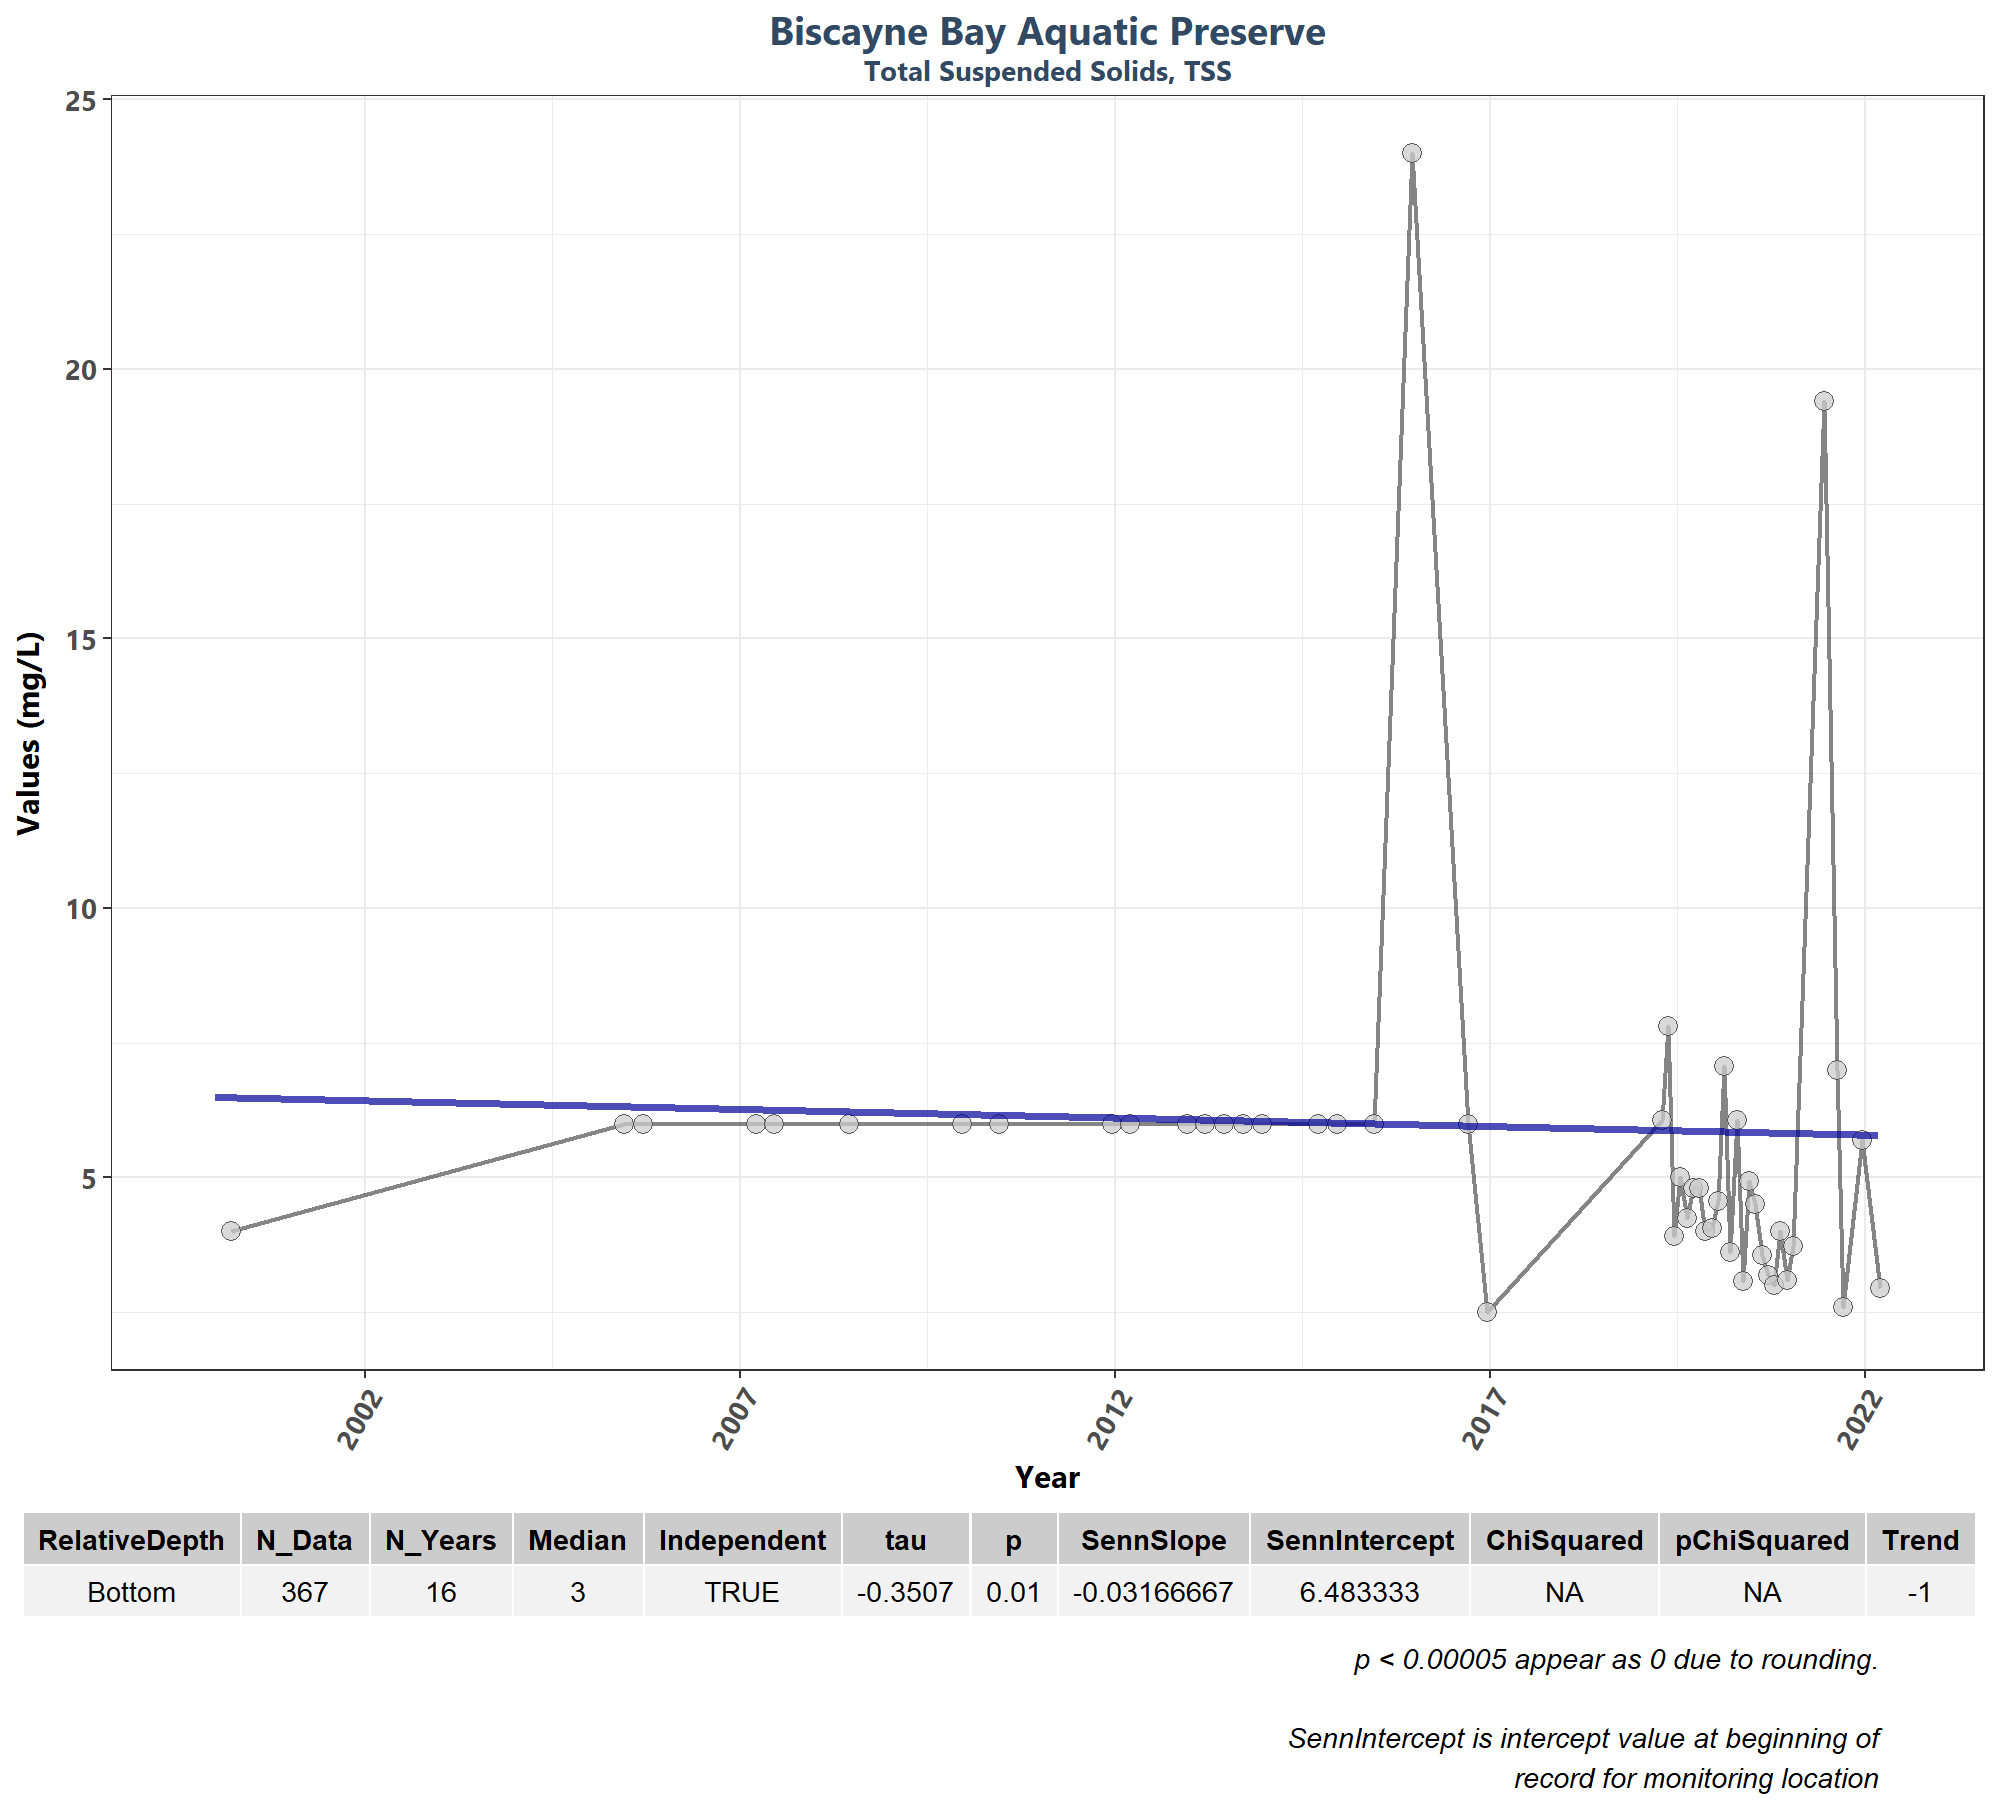 Biscayne Bay Aquatic Preserve
Total Suspended Solids, TSS
25
20
15
10
5
Values (mg/L)
2002 2007 2012 2017 2022
Year
RelativeDepth N_Data N_Years Median Independent tau p SennSlope SennIntercept ChiSquared pChiSquared Trend
Bottom 367 16 3 TRUE -0.3507 0.01 -0.03166667 6.483333 NA NA -1
p < 0.00005 appear as 0 due to rounding.
SennIntercept is intercept value at beginning of
record for monitoring location